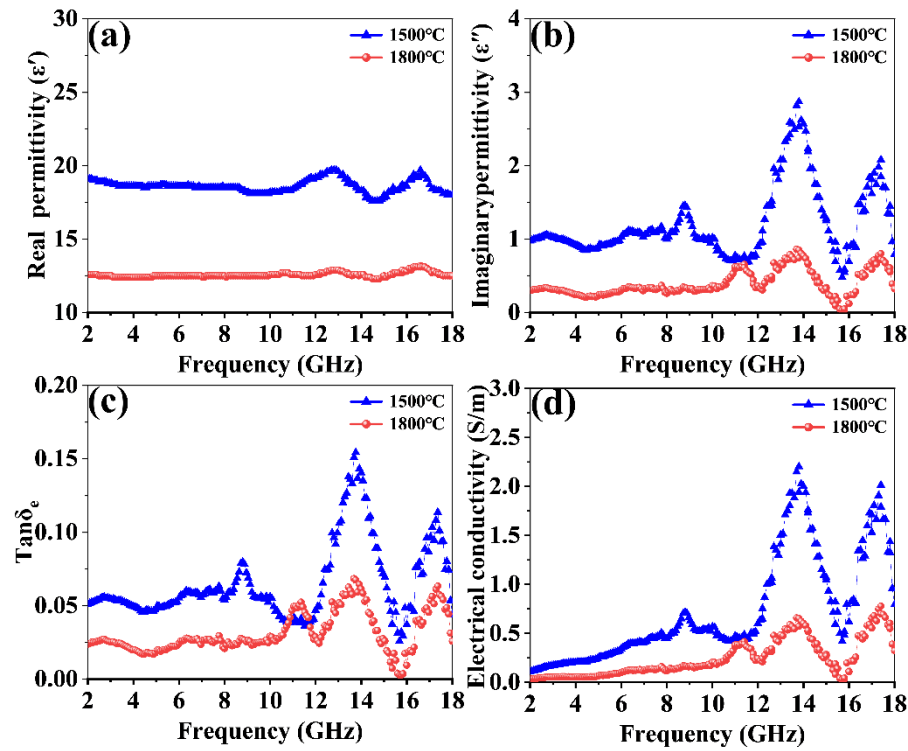 (a)
1500°C
1800°C
Real permittivity (ε′)
30
25
20
15
10
2 4 6 8 10 12 14 16 18
Frequency (GHz)
(b)
1500°C
1800°C
Imaginarypermittivity (ε′′)
4
3
2
1
0
2 4 6 8 10 12 14 16 18
Frequency (GHz)
(c)
1500°C
1800°C
Tanδe
0.20
0.15
0.10
0.05
0.00
2 4 6 8 10 12 14 16 18
Frequency (GHz)
(d)
1500°C
1800°C
Electrical conductivity (S/m)
3.0
2.5
2.0
1.5
1.0
0.5
0.0
2 4 6 8 10 12 14 16 18
Frequency (GHz)